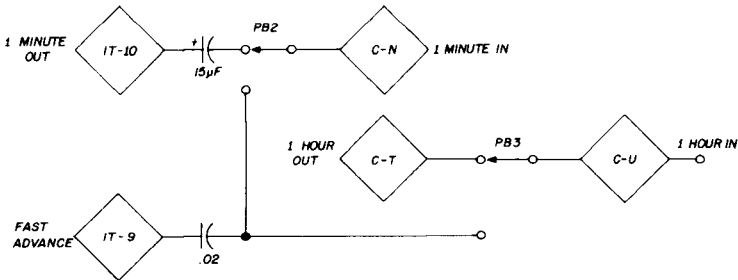 1 MINUTE
OUT
IT-10
+
15µF
PB2
C-N
1 MINUTE IN
1 HOUR
OUT
C-T
PB3
C-U
1 HOUR IN
FAST
ADVANCE
IT-9
.02